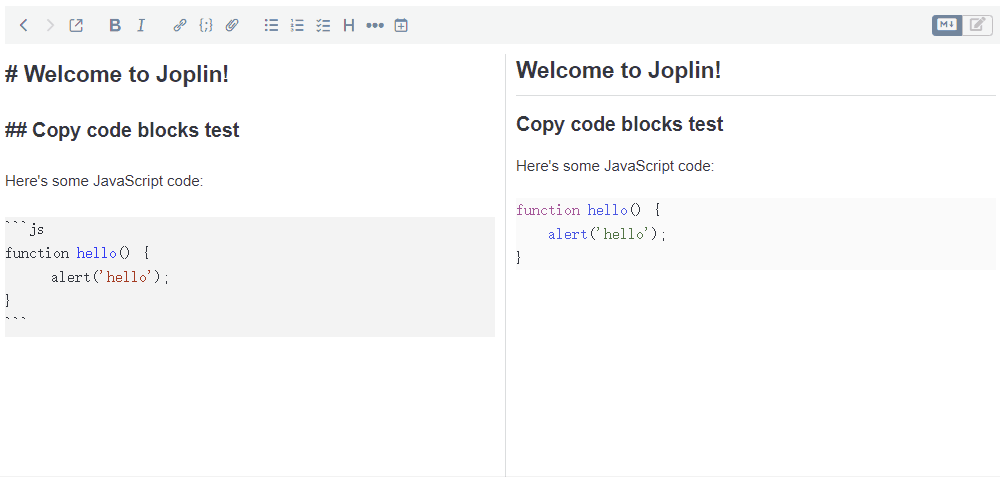 # Welcome to Joplin!
## Copy code blocks test
Here's some JavaScript code:
```js
function hello() {
     alert('hello');
}
```
Welcome to Joplin!
Copy code blocks test
Here's some JavaScript code:
function hello() {
    alert('hello');
}